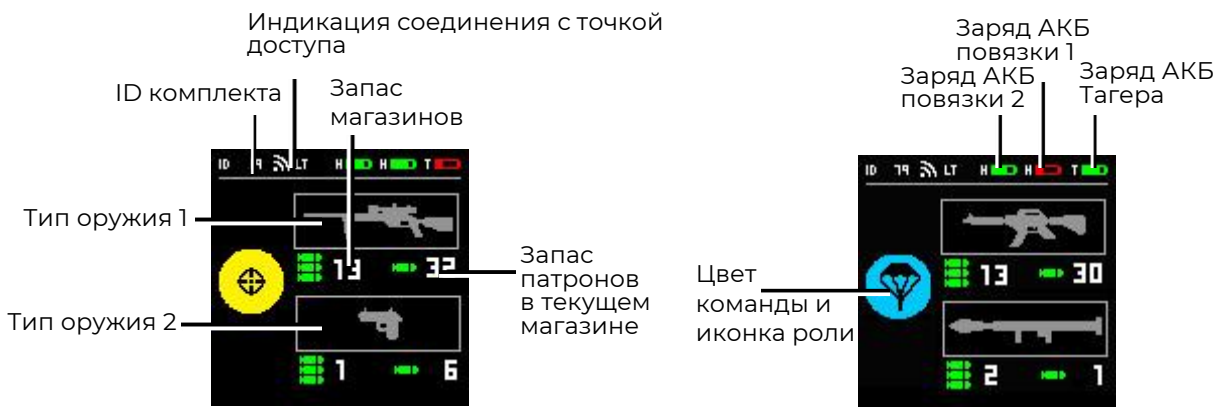 Индикация соединения с точкой
доступа
ID комплекта
Запас
магазинов
Тип оружия 1
Тип оружия 2
Запас
патронов
в текущем
магазине
ID 79 LT H H T
13 32
1 6
Заряд АКБ
повязки 1
Заряд АКБ
повязки 2
Заряд АКБ
Тагера
Цвет
команды и
иконка роли
ID 79 LT H H T
13 30
2 1